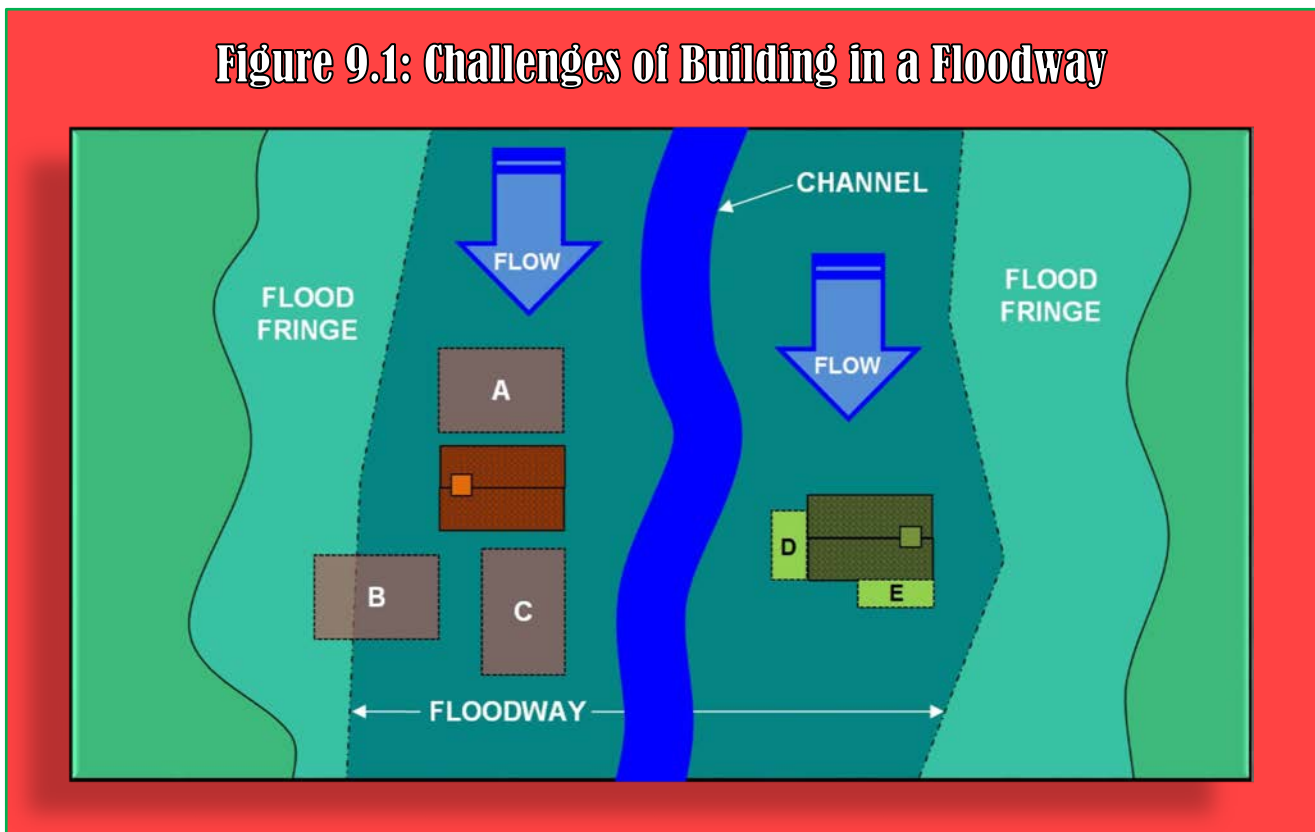 Figure 9.1: Challenges of Building in a Floodway
CHANNEL
FLOW
FLOOD
FRINGE
FLOOD
FRINGE
FLOW
A
D
E
B
C
FLOODWAY